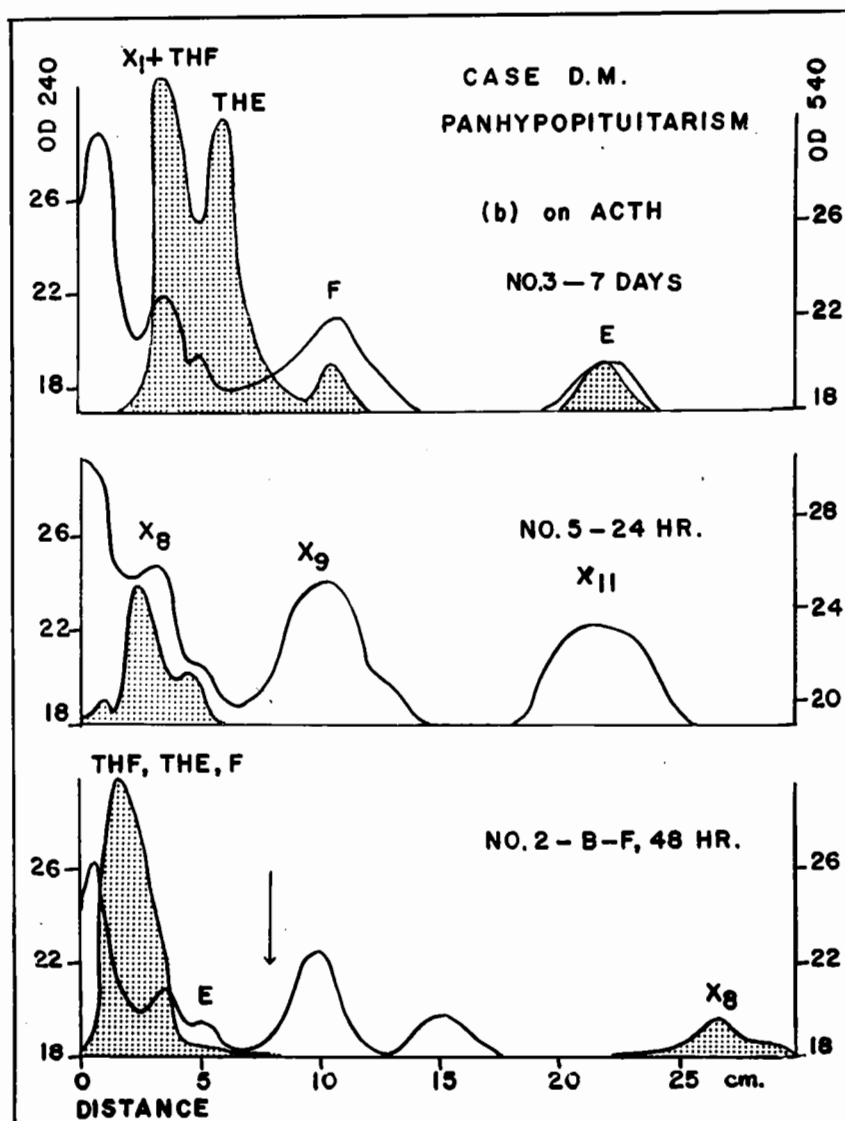 X1 + THF
THE
CASE D.M.
PANHYPOPITUITARISM
(b) on ACTH
NO.3 — 7 DAYS
OD 240
OD 540
26
22
18
26
22
18
F
E
NO. 5 — 24 HR.
X8
X9
X11
26
22
18
28
24
20
THF, THE, F
NO. 2 — B-F, 48 HR.
E
X8
26
22
18
26
22
18
0 5 10 15 20 25 cm.
DISTANCE